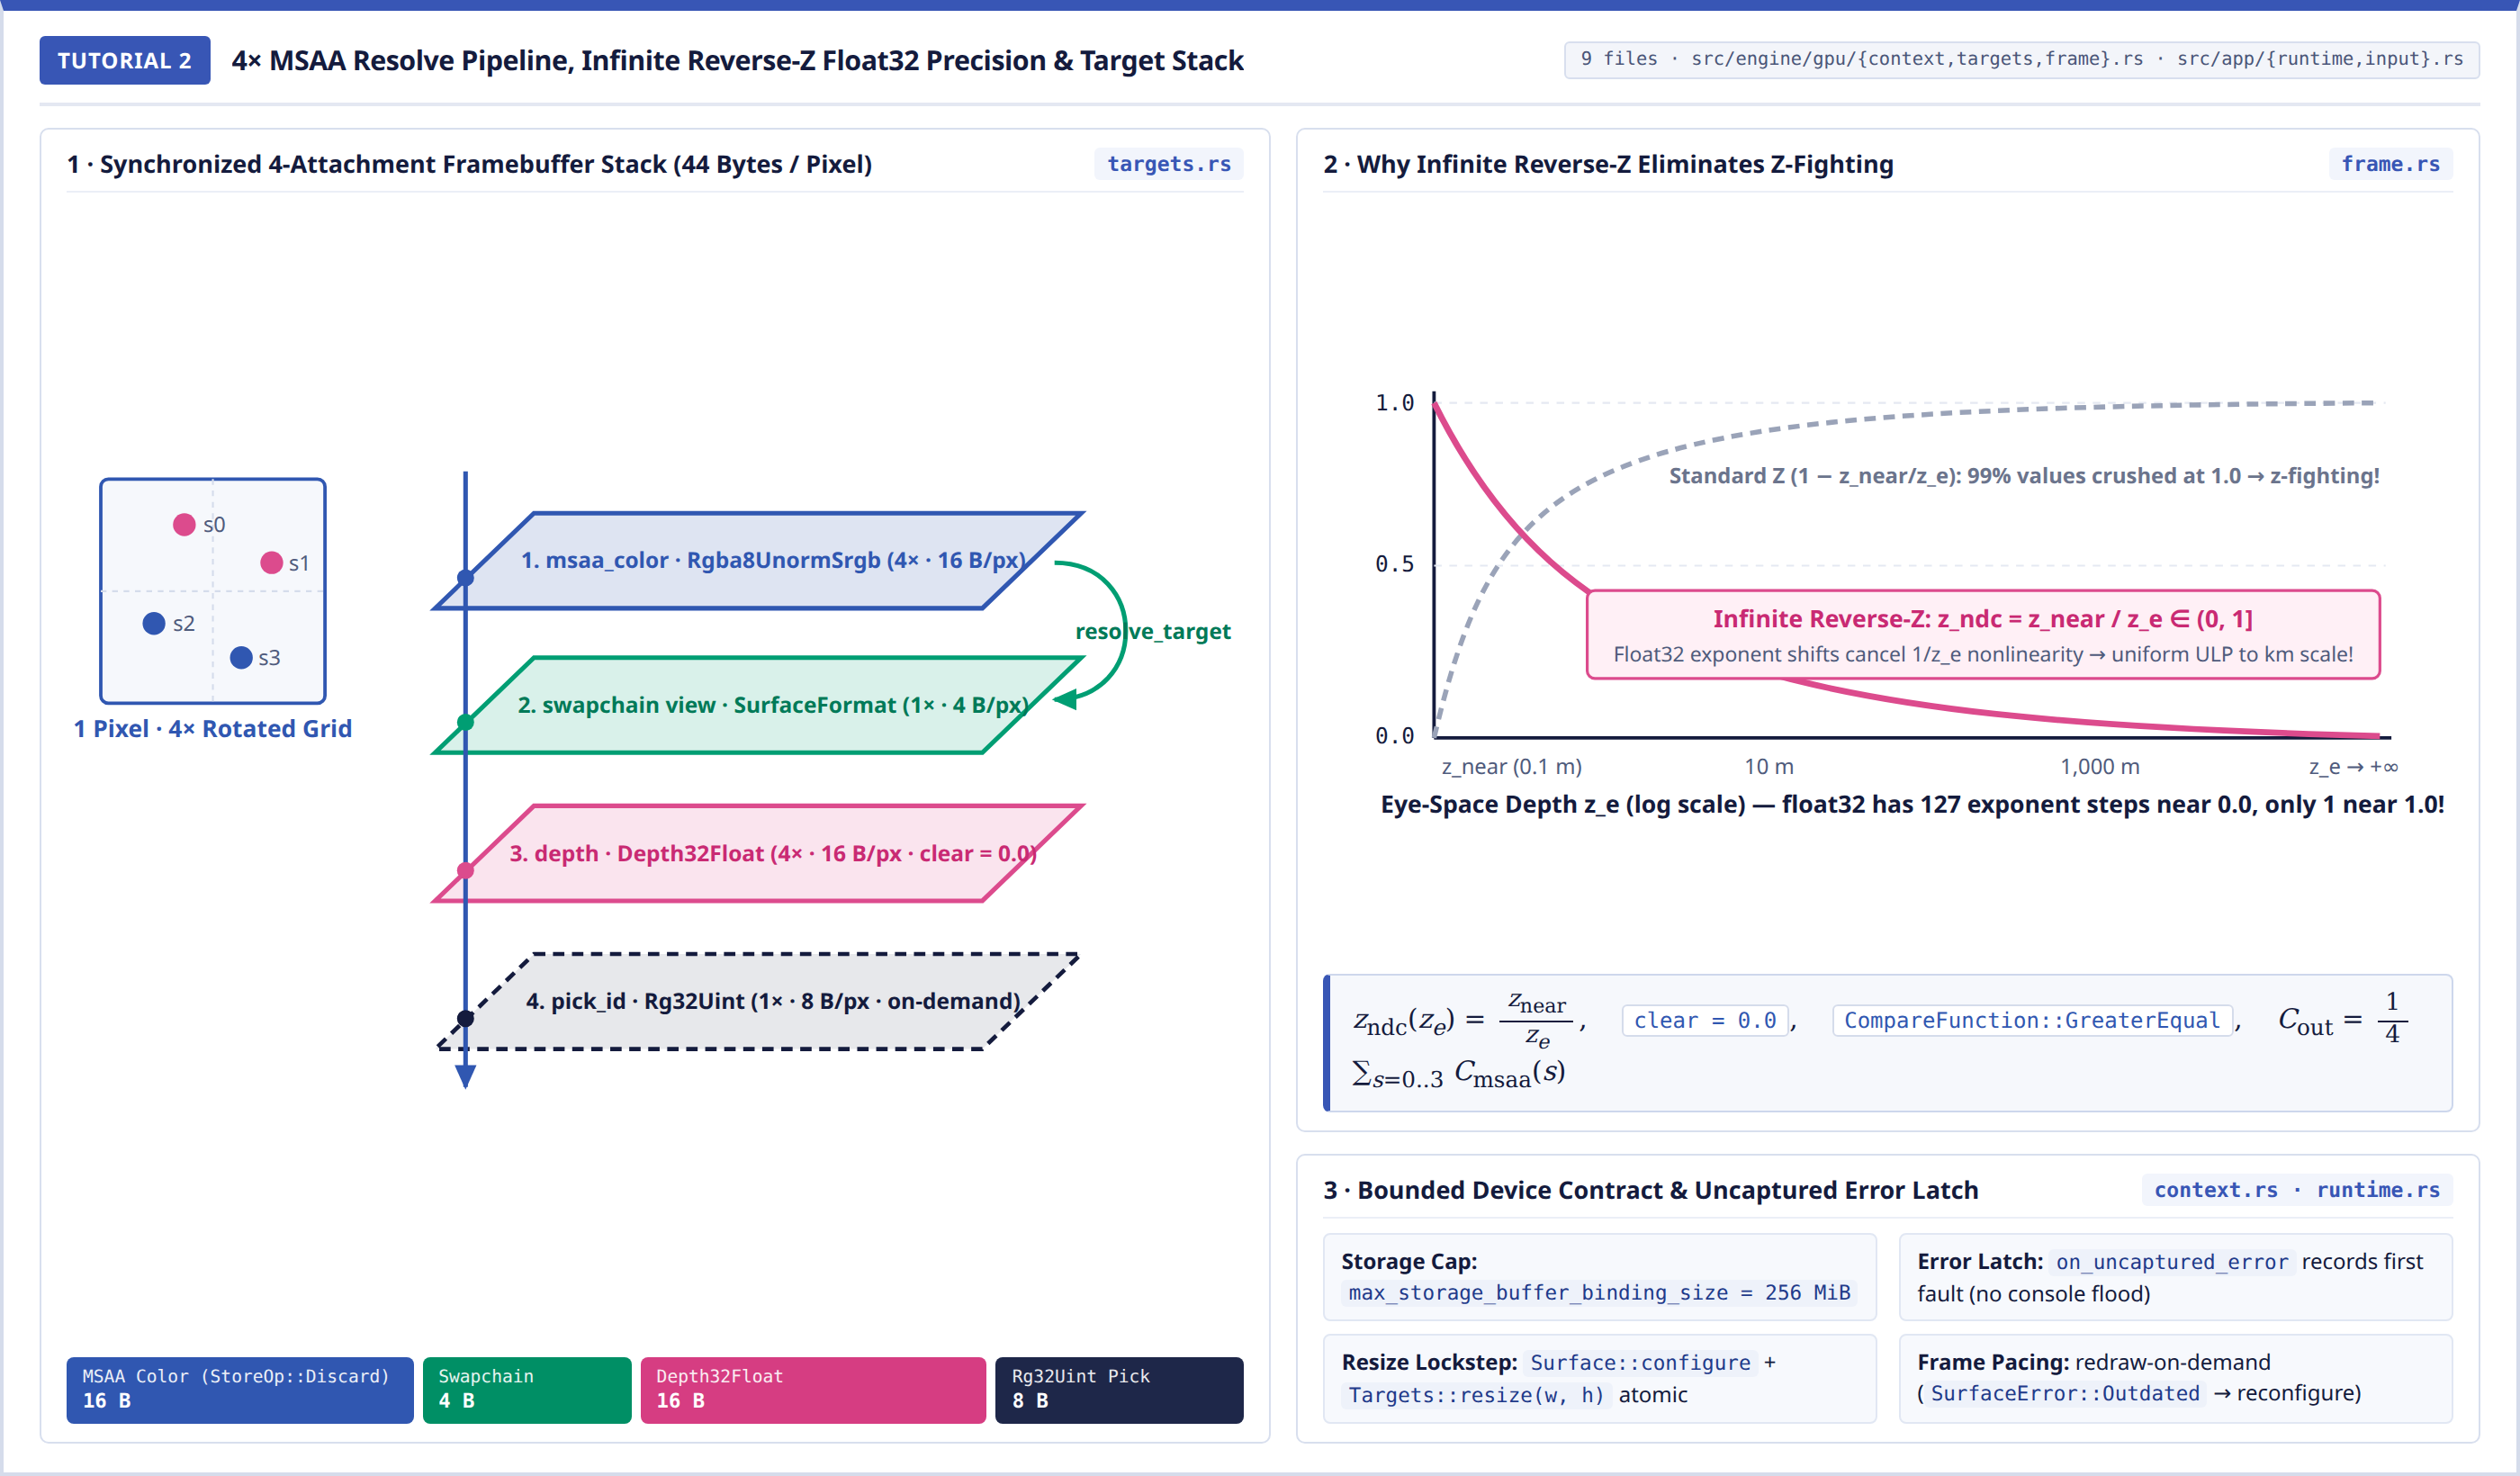 TUTORIAL 2
4× MSAA Resolve Pipeline, Infinite Reverse-Z Float32 Precision & Target Stack
9 files · src/engine/gpu/{context,targets,frame}.rs · src/app/{runtime,input}.rs
1 · Synchronized 4-Attachment Framebuffer Stack (44 Bytes / Pixel)
targets.rs
s0
s1
s2
s3
1 Pixel · 4× Rotated Grid
1. msaa_color · Rgba8UnormSrgb (4× · 16 B/px)
resolve_target
2. swapchain view · SurfaceFormat (1× · 4 B/px)
3. depth · Depth32Float (4× · 16 B/px · clear = 0.0)
4. pick_id · Rg32Uint (1× · 8 B/px · on-demand)
MSAA Color (StoreOp::Discard)
16 B
Swapchain
4 B
Depth32Float
16 B
Rg32Uint Pick
8 B
2 · Why Infinite Reverse-Z Eliminates Z-Fighting
frame.rs
1.0
0.5
0.0
Standard Z (1 − z_near/z_e): 99% values crushed at 1.0 → z-fighting!
Infinite Reverse-Z: z_ndc = z_near / z_e ∈ (0, 1]
Float32 exponent shifts cancel 1/z_e nonlinearity → uniform ULP to km scale!
z_near (0.1 m)
10 m
1,000 m
z_e → +∞
Eye-Space Depth z_e (log scale) — float32 has 127 exponent steps near 0.0, only 1 near 1.0!
z_ndc(z_e) = z_near / z_e, clear = 0.0, CompareFunction::GreaterEqual, C_out = 1/4
∑_s=0..3 C_msaa(s)
3 · Bounded Device Contract & Uncaptured Error Latch
context.rs · runtime.rs
Storage Cap:
max_storage_buffer_binding_size = 256 MiB
Error Latch: on_uncaptured_error records first
fault (no console flood)
Resize Lockstep: Surface::configure +
Targets::resize(w, h) atomic
Frame Pacing: redraw-on-demand
(SurfaceError::Outdated → reconfigure)